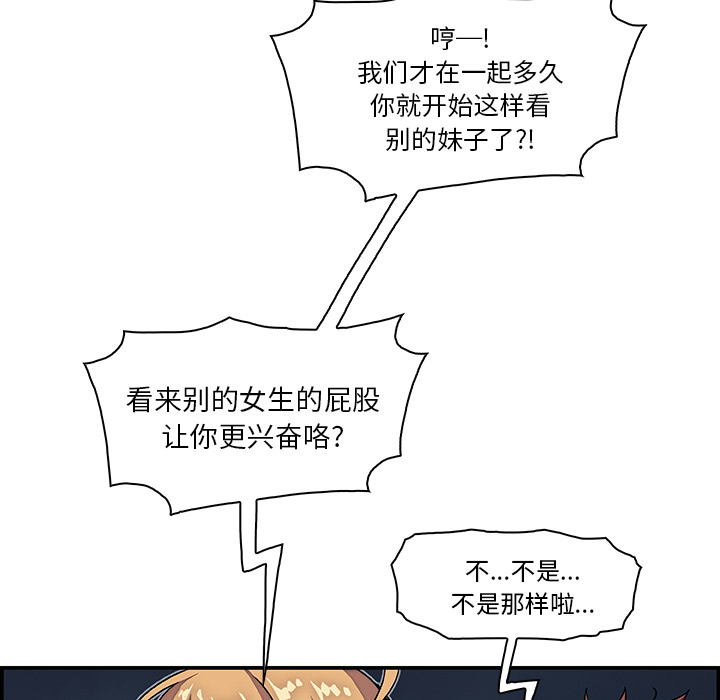 哼—!
我们才在一起多久
你就开始这样看
别的妹子了?!
看来别的女生的屁股
让你更兴奋咯?
不...不是...
不是那样啦...